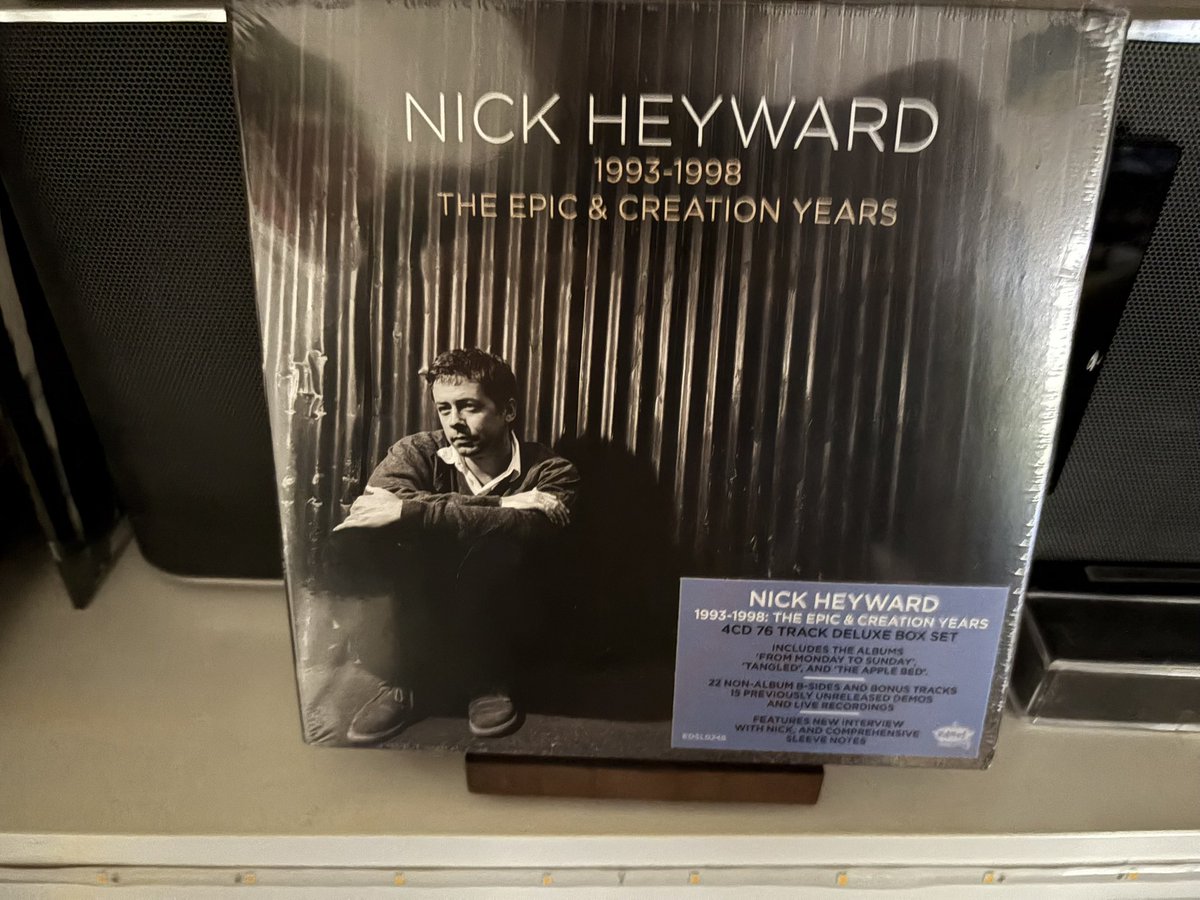 NICK HEYWARD
1993-1998
THE EPIC & CREATION YEARS
NICK HEYWARD
1993-1998: THE EPIC & CREATION YEARS
4CD 76 TRACK DELUXE BOX SET
INCLUDES THE ALBUMS
'FROM MONDAY TO SUNDAY',
'TANGLED', AND 'THE APPLE BED'.
22 NON-ALBUM B-SIDES AND BONUS TRACKS
15 PREVIOUSLY UNRELEASED DEMOS
AND LIVE RECORDINGS
FEATURES NEW INTERVIEW
WITH NICK, AND COMPREHENSIVE
SLEEVE NOTES